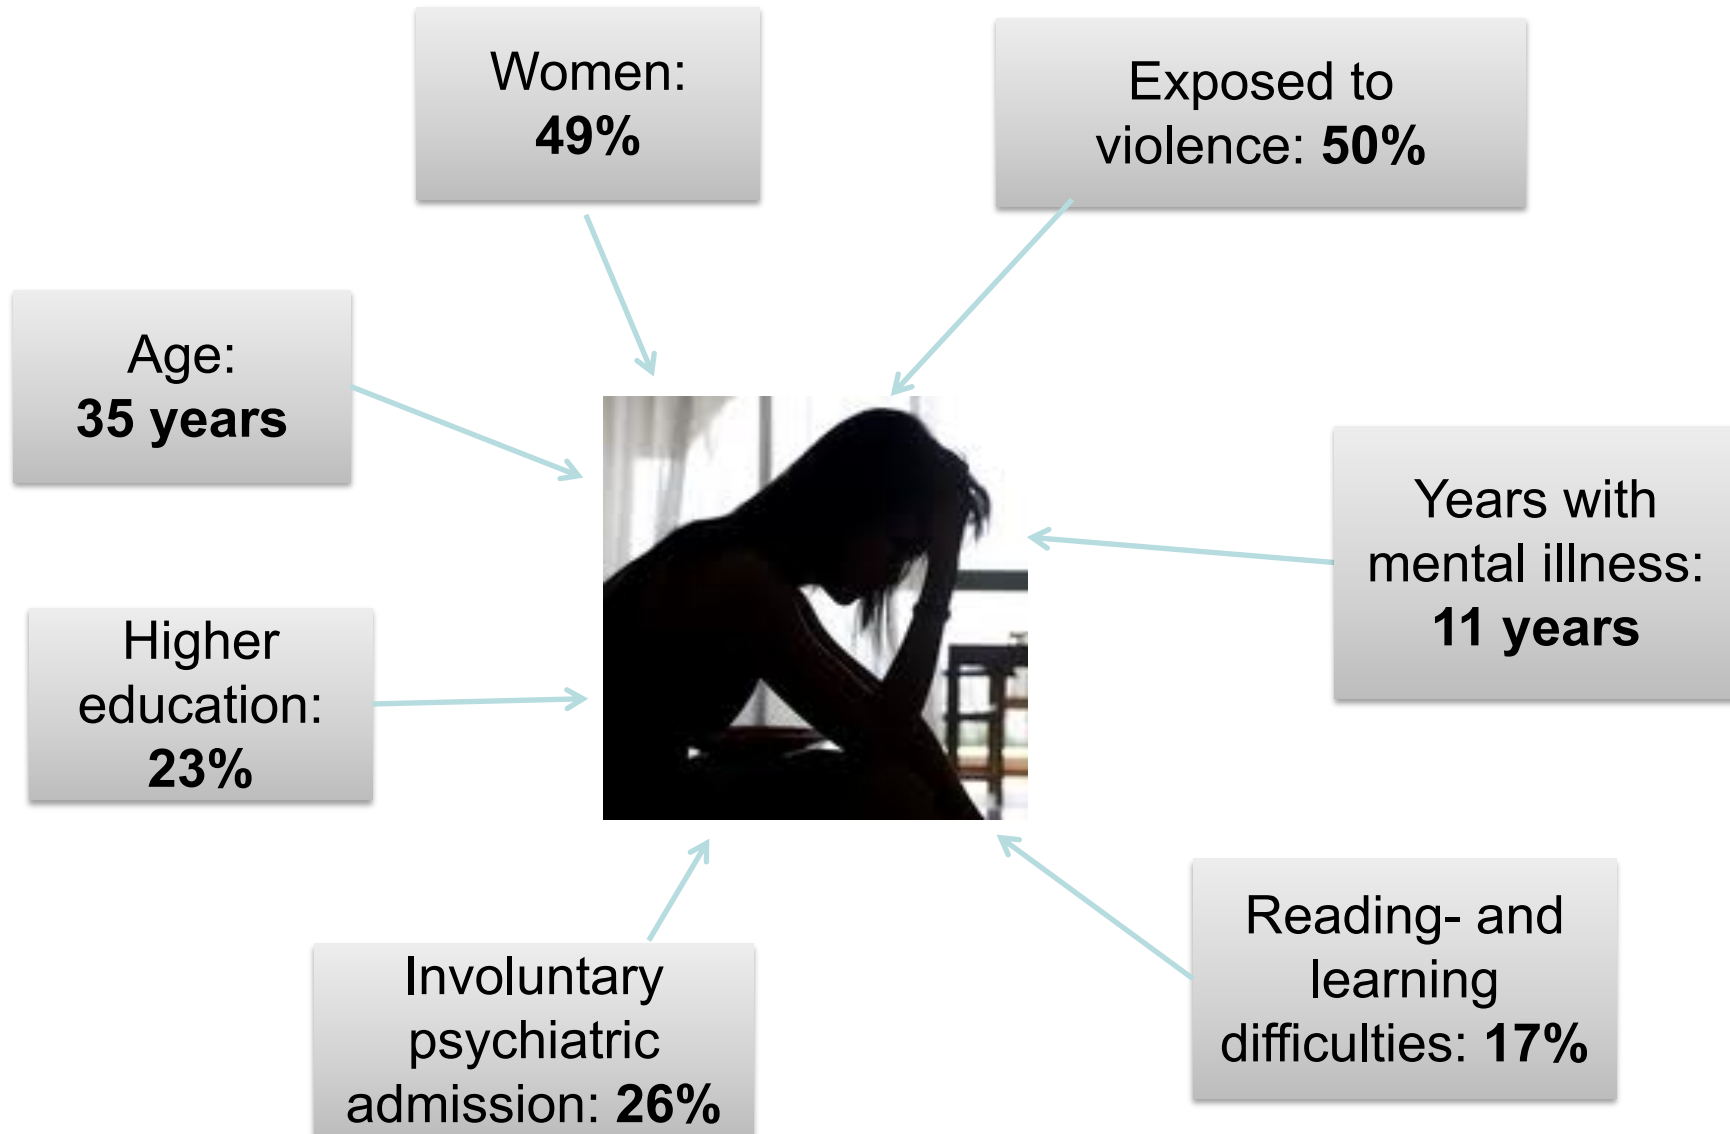 Women:
49%
Exposed to
violence: 50%
Age:
35 years
Years with
mental illness:
11 years
Higher
education:
23%
Reading- and
learning
difficulties: 17%
Involuntary
psychiatric
admission: 26%